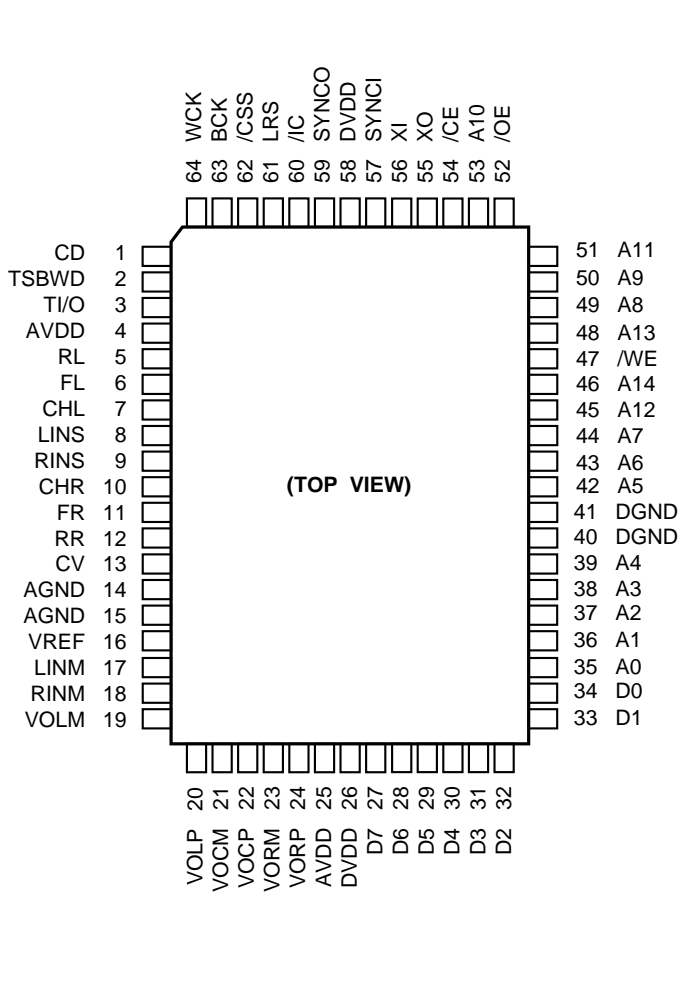 64 WCK
63 BCK
62 /CSS
61 LRS
60 /IC
59 SYNCO
58 DVDD
57 SYNCI
56 XI
55 XO
54 /CE
53 A10
52 /OE
CD 1
TSBWD 2
TI/O 3
AVDD 4
RL 5
FL 6
CHL 7
LINS 8
RINS 9
CHR 10
FR 11
RR 12
CV 13
AGND 14
AGND 15
VREF 16
LINM 17
RINM 18
VOLM 19
(TOP VIEW)
51 A11
50 A9
49 A8
48 A13
47 /WE
46 A14
45 A12
44 A7
43 A6
42 A5
41 DGND
40 DGND
39 A4
38 A3
37 A2
36 A1
35 A0
34 D0
33 D1
VOLP 20
VOCM 21
VOCP 22
VORM 23
VORP 24
AVDD 25
DVDD 26
D7 27
D6 28
D5 29
D4 30
D3 31
D2 32